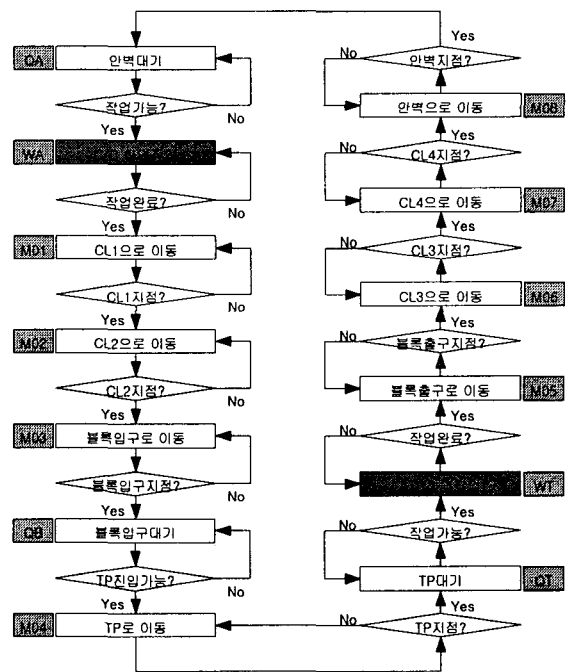 QA
안벽대기
작업가능?
No
Yes
WA
작업완료?
No
Yes
M01
CL1으로 이동
CL1지점?
No
Yes
M02
CL2으로 이동
CL2지점?
No
Yes
M03
블록입구로 이동
블록입구지점?
No
Yes
QB
블록입구대기
TP진입가능?
No
Yes
M04
TP로 이동
Yes
No
안벽지점?
안벽으로 이동
M08
Yes
No
CL4지점?
CL4으로 이동
M07
Yes
No
CL3지점?
CL3으로 이동
M06
Yes
No
블록출구지점?
블록출구로 이동
M05
Yes
No
작업완료?
WT
Yes
No
작업가능?
TP대기
QT
Yes
No
TP지점?